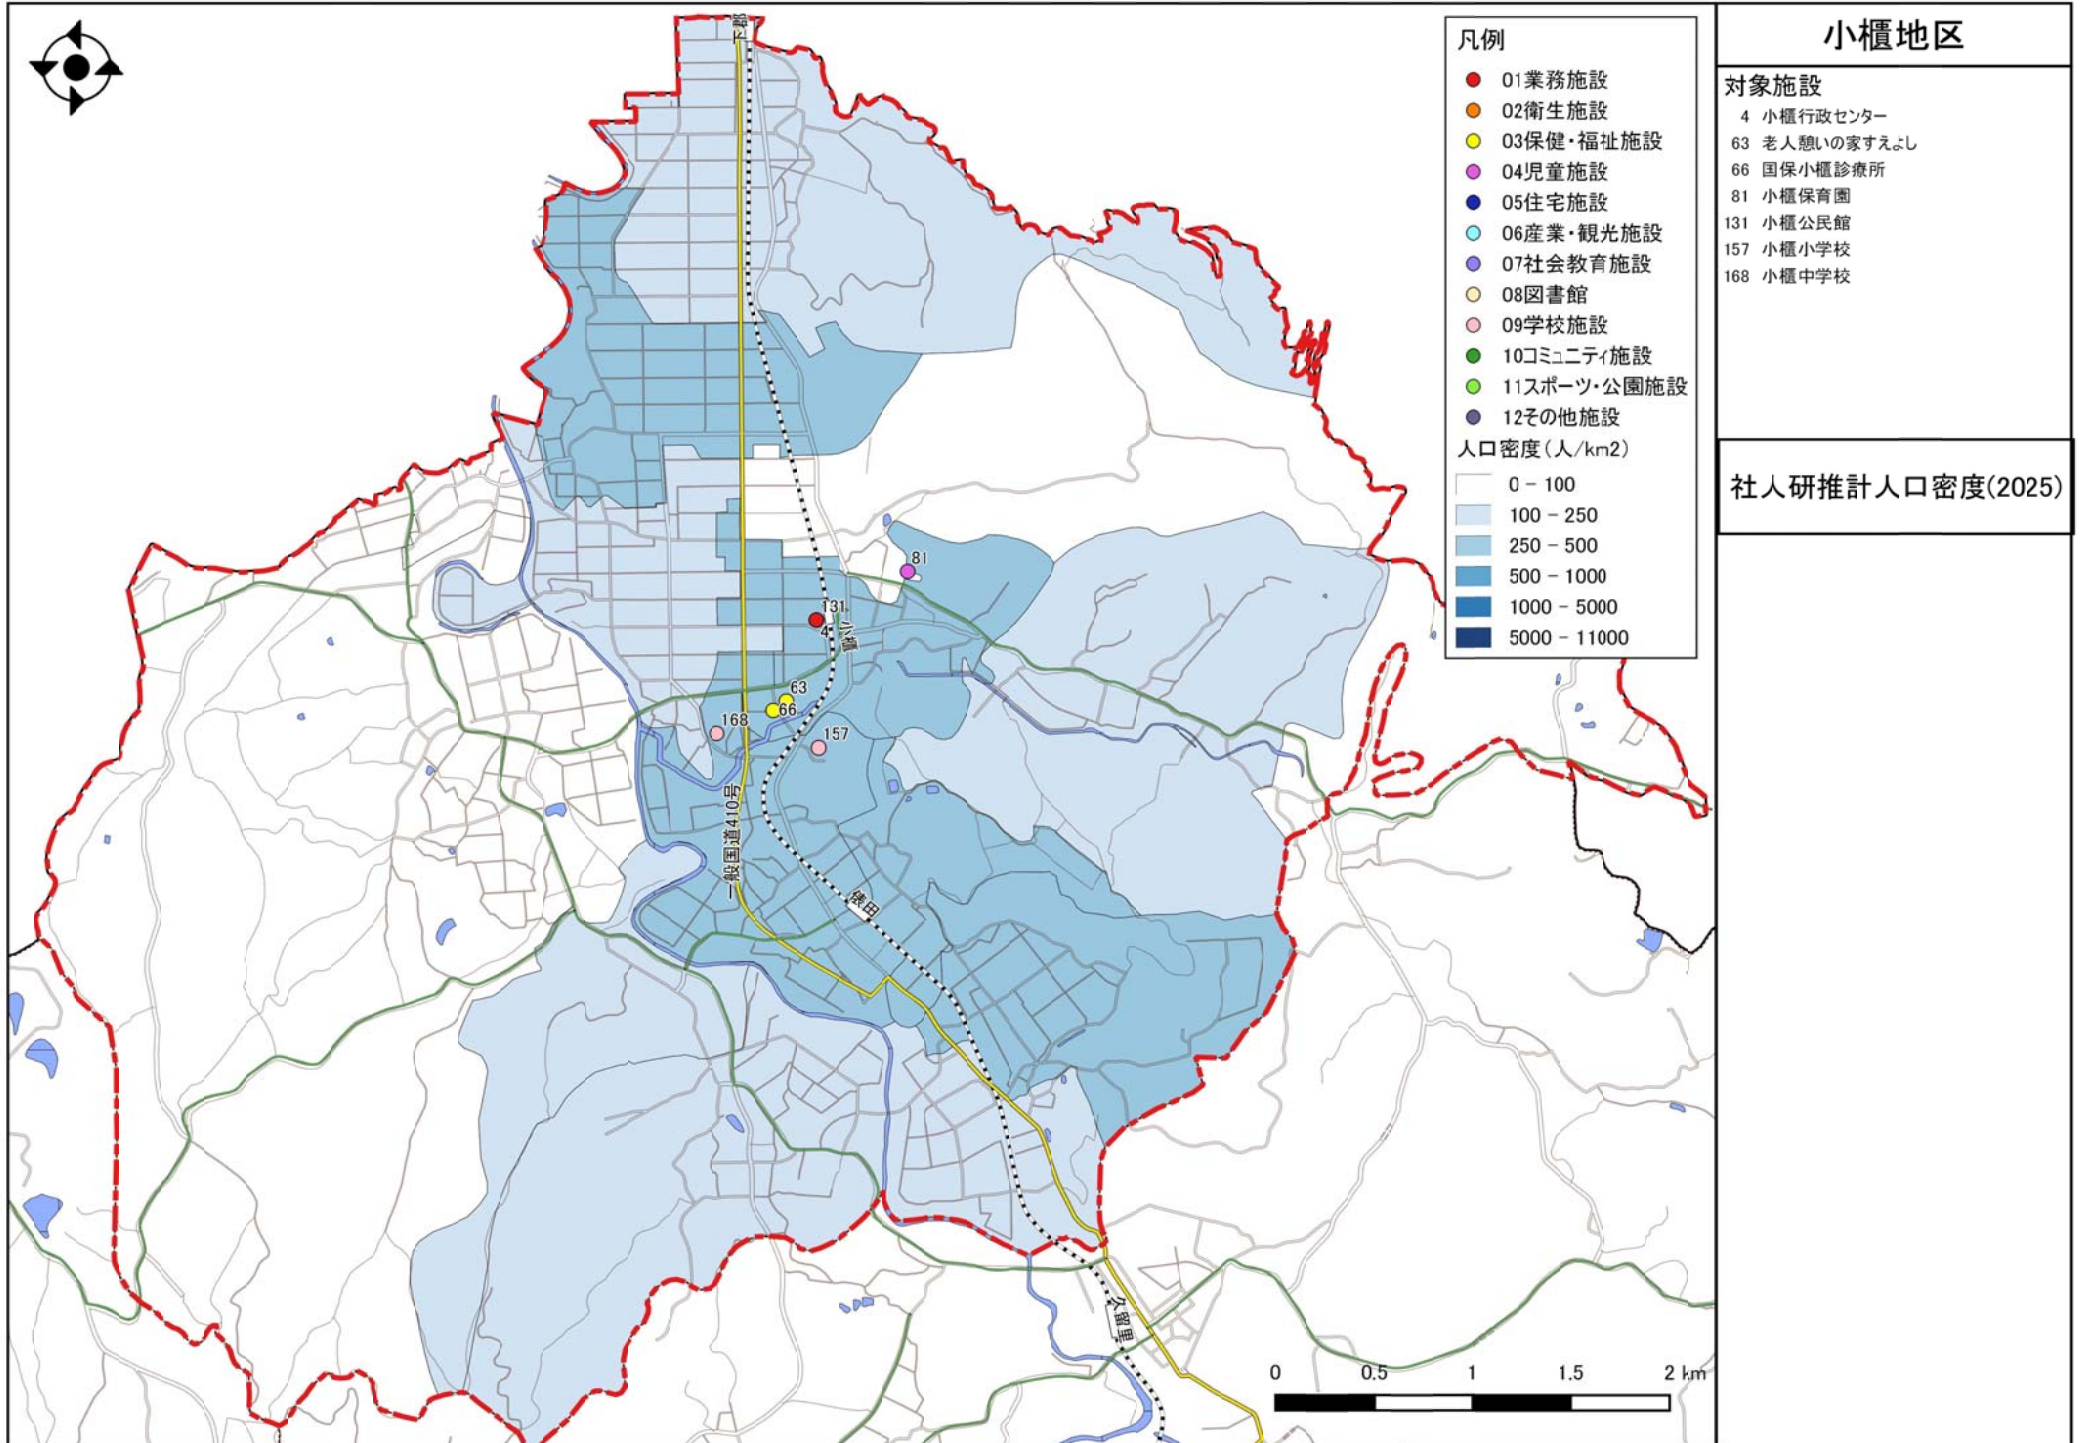 小櫃地区
対象施設
4 小櫃行政センター
63 老人憩いの家すえよし
66 国保小櫃診療所
81 小櫃保育園
131 小櫃公民館
157 小櫃小学校
168 小櫃中学校
社人研推計人口密度(2025)
凡例
01業務施設
02衛生施設
03保健・福祉施設
04児童施設
05住宅施設
06産業・観光施設
07社会教育施設
08図書館
09学校施設
10コミュニティ施設
11スポーツ・公園施設
12その他施設
人口密度(人/km2)
0 - 100
100 - 250
250 - 500
500 - 1000
1000 - 5000
5000 - 11000
下郡
81
131
4
小櫃
63
66
168
157
一般国道410号
俵田
久留里
0 0.5 1 1.5 2 km